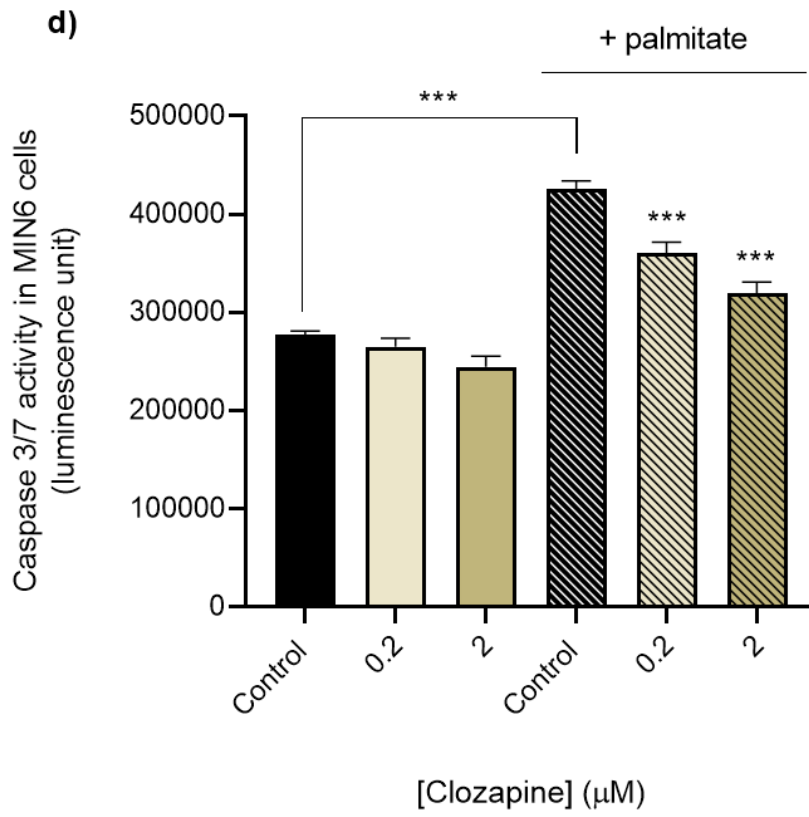 d)
+ palmitate
***
500000
400000
300000
200000
100000
0
***
***
Caspase 3/7 activity in MIN6 cells
(luminescence unit)
Control
0.2
2
Control
0.2
2
[Clozapine] (μM)